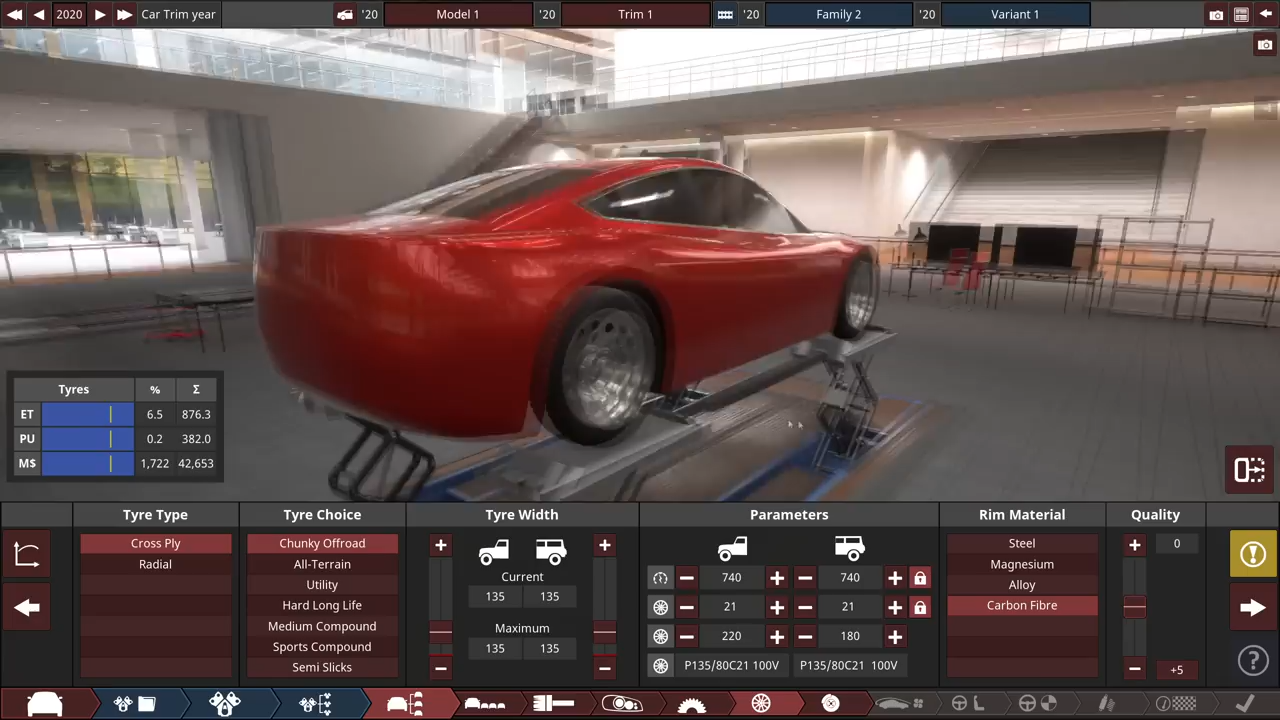 2020 Car Trim year '20 Model 1 '20 Trim 1 '20 Family 2 '20 Variant 1
Tyres % Σ
ET 6.5 876.3
PU 0.2 382.0
M$ 1,722 42,653
Tyre Type
Cross Ply
Radial
Tyre Choice
Chunky Offroad
All-Terrain
Utility
Hard Long Life
Medium Compound
Sports Compound
Semi Slicks
Tyre Width
Current
135 135
Maximum
135 135
Parameters
740 740
21 21
220 180
P135/80C21 100V P135/80C21 100V
Rim Material
Steel
Magnesium
Alloy
Carbon Fibre
Quality
0
+5